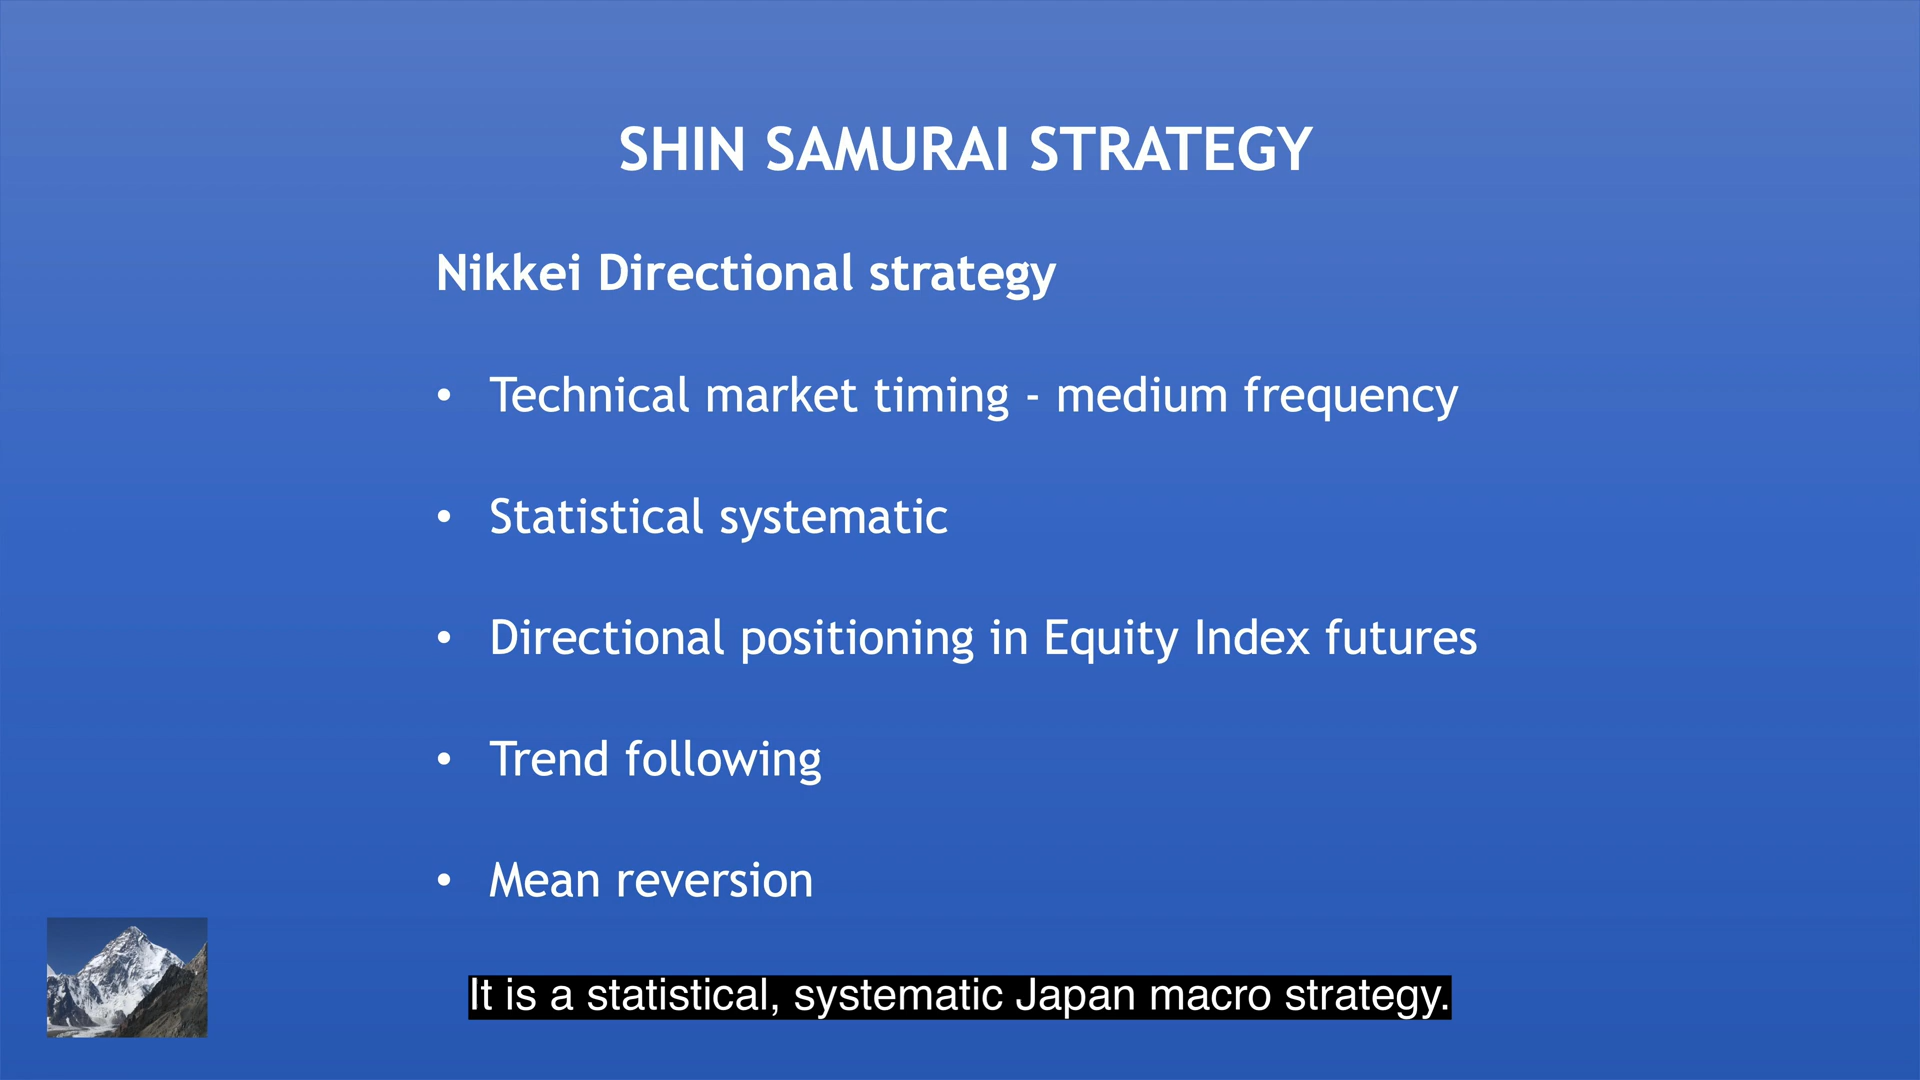 SHIN SAMURAI STRATEGY
Nikkei Directional strategy
• Technical market timing - medium frequency
• Statistical systematic
• Directional positioning in Equity Index futures
• Trend following
• Mean reversion
It is a statistical, systematic Japan macro strategy.